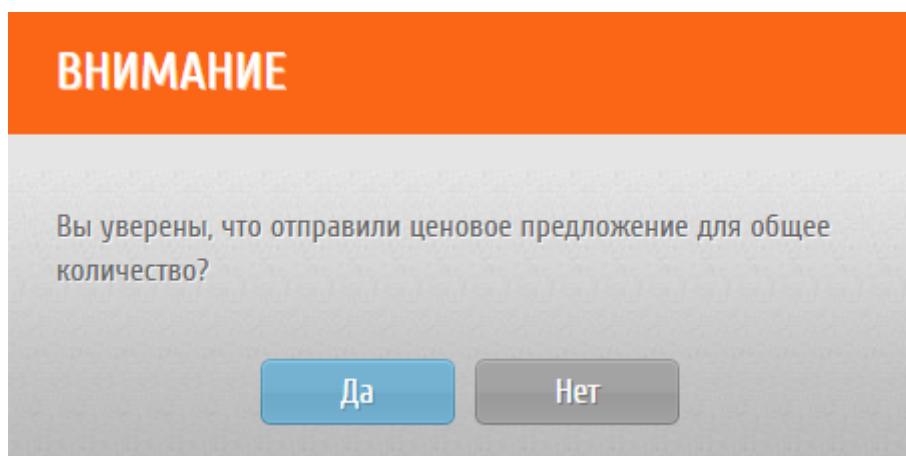 ВНИМАНИЕ
Вы уверены, что отправили ценовое предложение для общее
количество?
Да
Нет